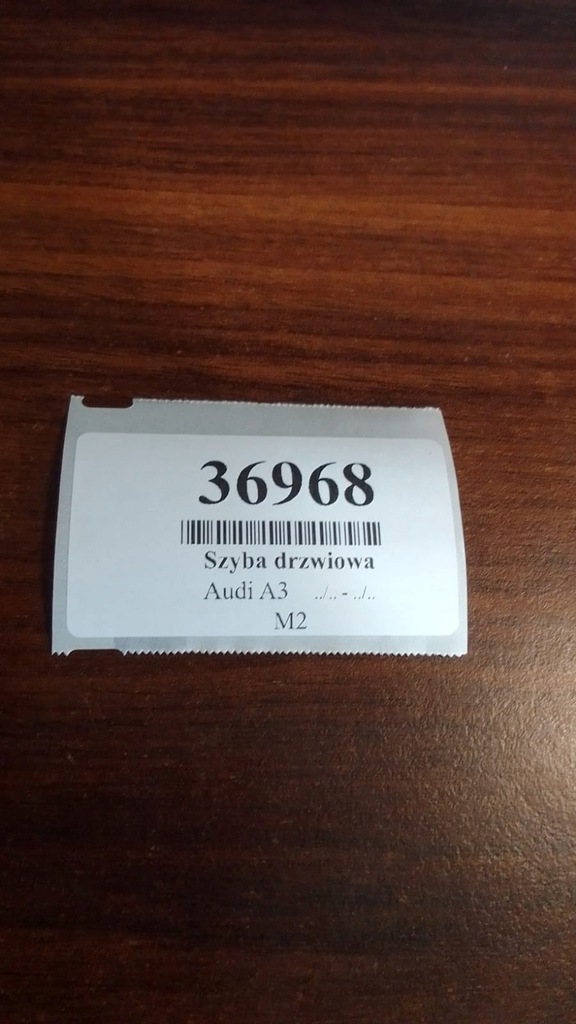 36968
Szyba drzwiowa
Audi A3 ../.. - ../..
M2